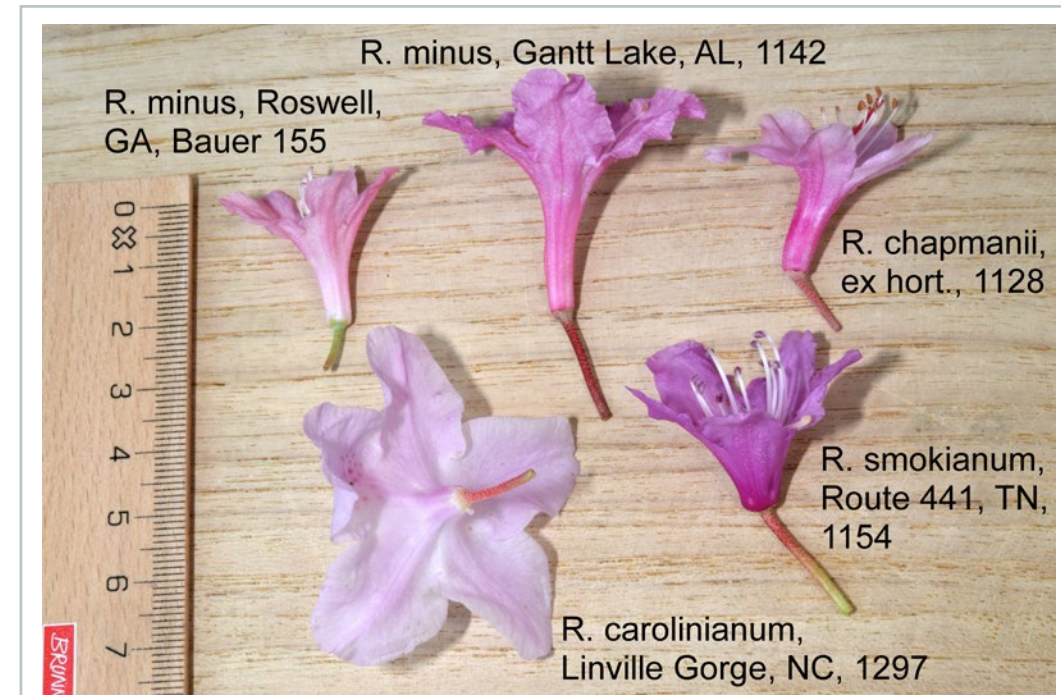 R. minus, Gantt Lake, AL, 1142
R. minus, Roswell,
GA, Bauer 155
R. chapmanii,
ex hort., 1128
R. smokianum,
Route 441, TN,
1154
R. carolinianum,
Linville Gorge, NC, 1297
0
1
2
3
4
5
6
7